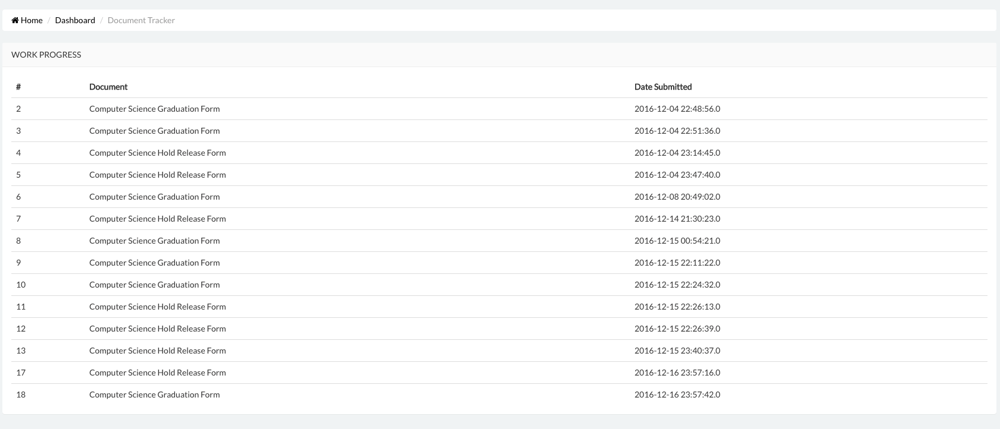 Home / Dashboard / Document Tracker
WORK PROGRESS
# Document Date Submitted
2 Computer Science Graduation Form 2016-12-04 22:48:56.0
3 Computer Science Graduation Form 2016-12-04 22:51:36.0
4 Computer Science Hold Release Form 2016-12-04 23:14:45.0
5 Computer Science Hold Release Form 2016-12-04 23:47:40.0
6 Computer Science Graduation Form 2016-12-08 20:49:02.0
7 Computer Science Hold Release Form 2016-12-14 21:30:23.0
8 Computer Science Graduation Form 2016-12-15 00:54:21.0
9 Computer Science Graduation Form 2016-12-15 22:11:22.0
10 Computer Science Graduation Form 2016-12-15 22:24:32.0
11 Computer Science Hold Release Form 2016-12-15 22:26:13.0
12 Computer Science Hold Release Form 2016-12-15 22:26:39.0
13 Computer Science Hold Release Form 2016-12-15 23:40:37.0
17 Computer Science Hold Release Form 2016-12-16 23:57:16.0
18 Computer Science Graduation Form 2016-12-16 23:57:42.0